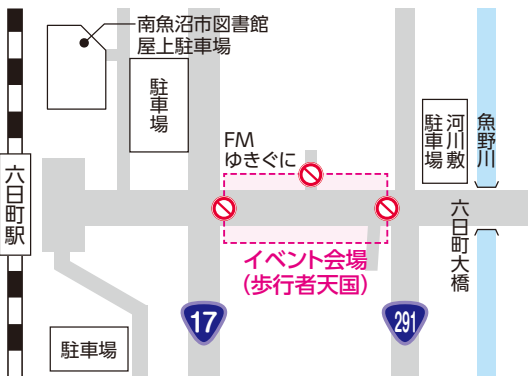 南魚沼市図書館
屋上駐車場
駐車場
FM
ゆきぐに
河川敷
駐車場
魚野川
六日町駅
六日町大橋
イベント会場
（歩行者天国）
17
291
駐車場